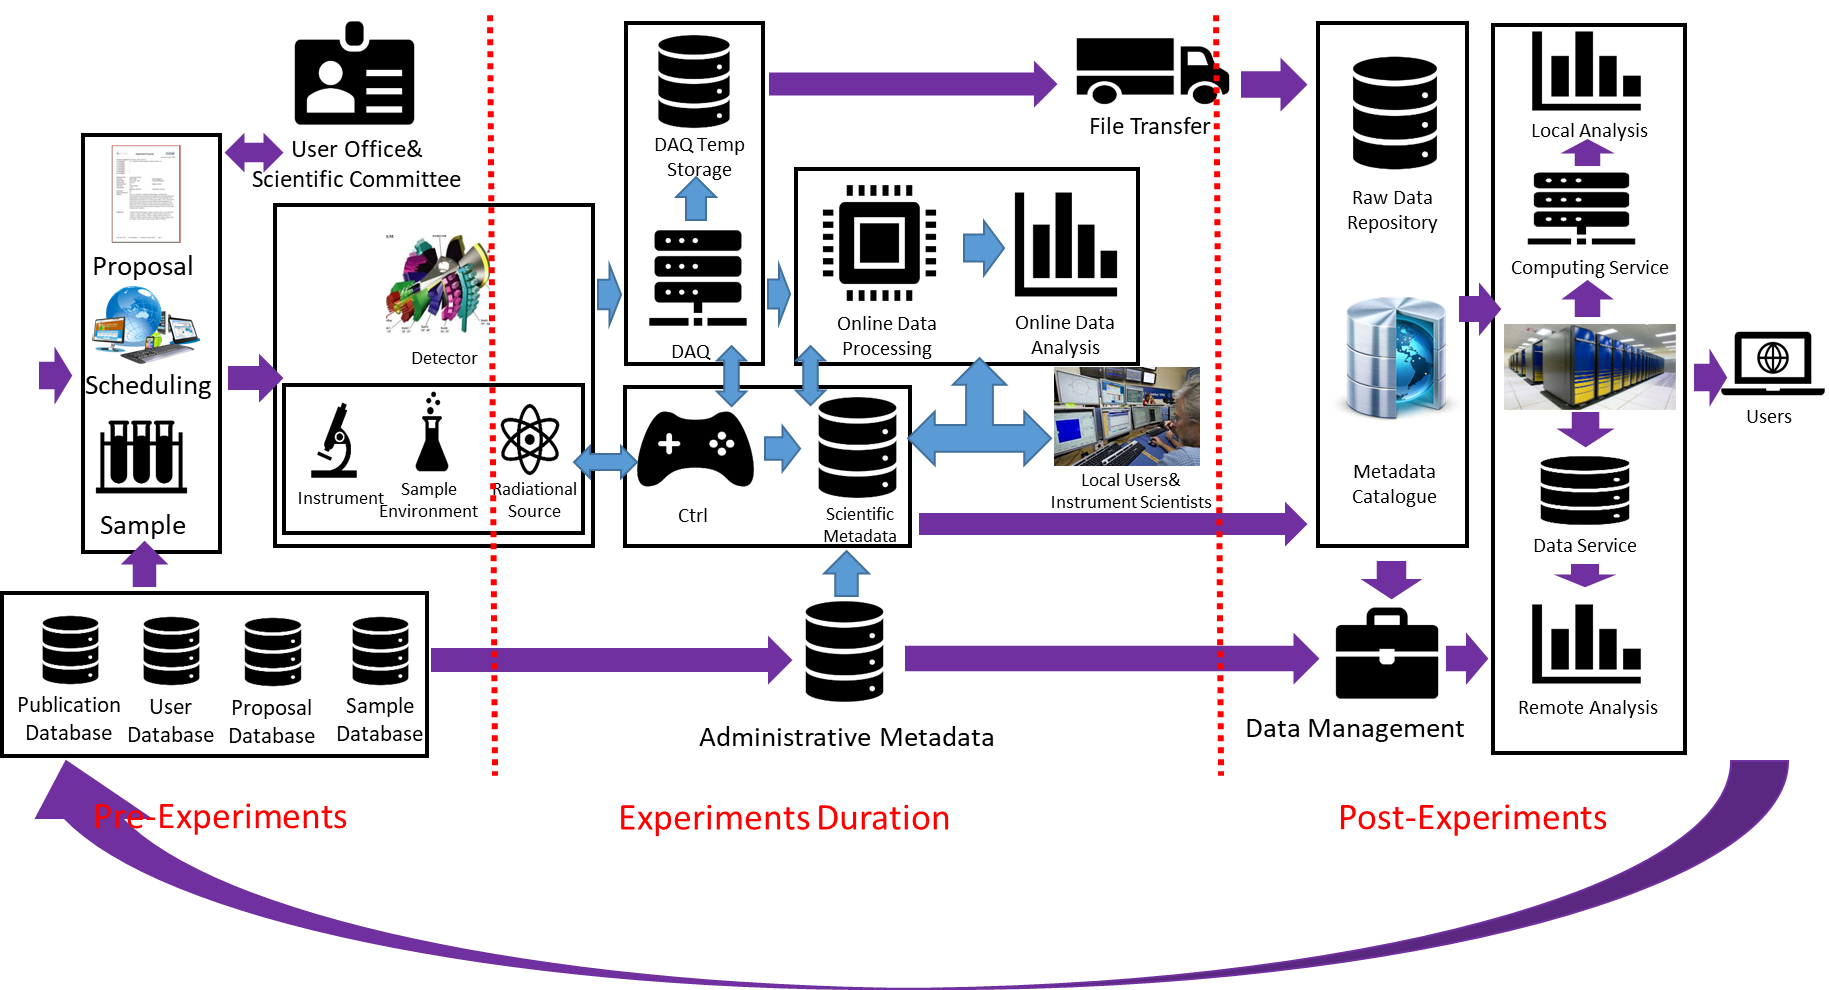 User Office&
Scientific Committee
Proposal
Scheduling
Sample
Detector
Instrument
Sample
Environment
Radiational
Source
Publication
Database
User
Database
Proposal
Database
Sample
Database
Pre-Experiments
DAQ Temp
Storage
DAQ
Online Data
Processing
Online Data
Analysis
Ctrl
Scientific
Metadata
Local Users&
Instrument Scientists
Administrative Metadata
Experiments Duration
File Transfer
Raw Data
Repository
Metadata
Catalogue
Data Management
Local Analysis
Computing Service
Data Service
Remote Analysis
Users
Post-Experiments